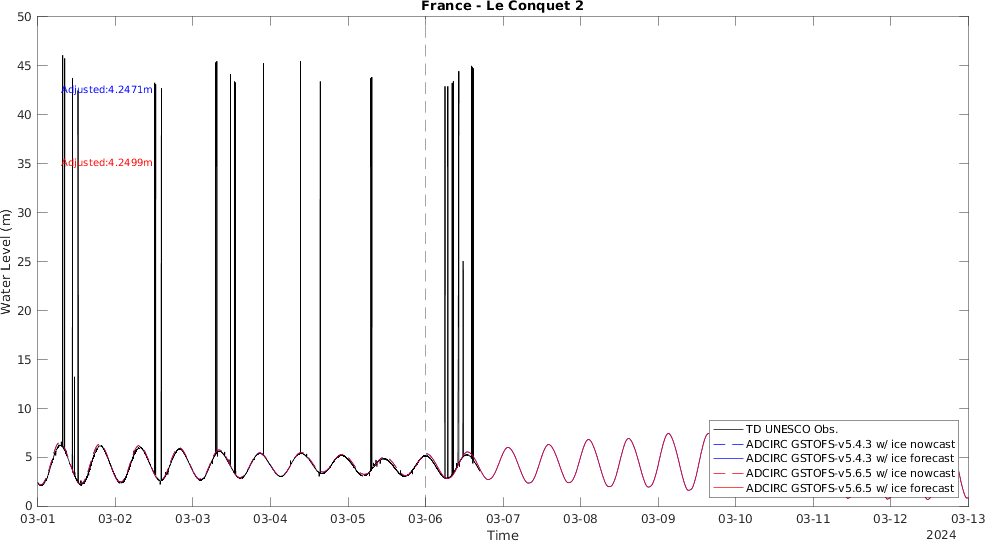 France - Le Conquet 2
50
45
40
35
30
25
20
15
10
5
0
Water Level (m)
Adjusted:4.2471m
Adjusted:4.2499m
TD UNESCO Obs.
ADCIRC GSTOFS-v5.4.3 w/ ice nowcast
ADCIRC GSTOFS-v5.4.3 w/ ice forecast
ADCIRC GSTOFS-v5.6.5 w/ ice nowcast
ADCIRC GSTOFS-v5.6.5 w/ ice forecast
03-01 03-02 03-03 03-04 03-05 03-06 03-07 03-08 03-09 03-10 03-11 03-12 03-13
Time
2024